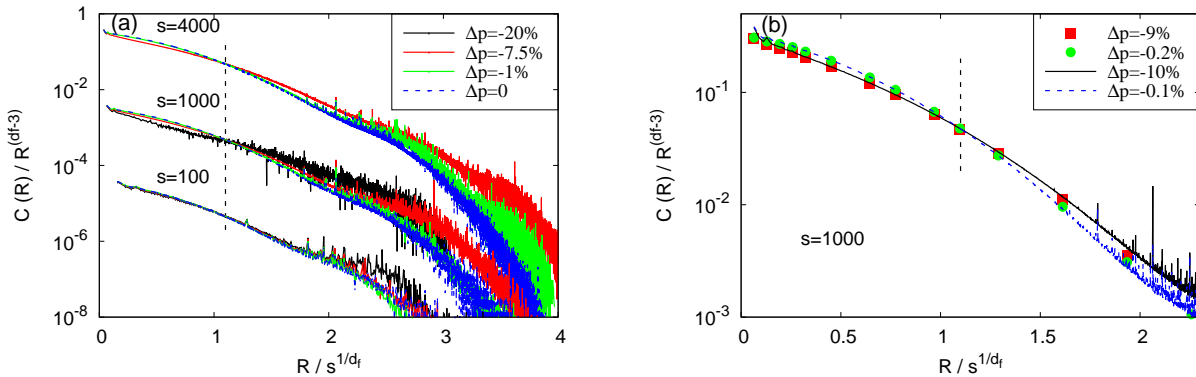 (a)
s=4000
s=1000
s=100
Δp=-20%
Δp=-7.5%
Δp=-1%
Δp=0
1
10^-2
10^-4
10^-6
10^-8
0 1 2 3 4
R / s^1/d_f
C (R) / R^(df-3)
(b)
Δp=-9%
Δp=-0.2%
Δp=-10%
Δp=-0.1%
s=1000
10^-1
10^-2
10^-3
0 0.5 1 1.5 2
R / s^1/d_f
C (R) / R^(df-3)